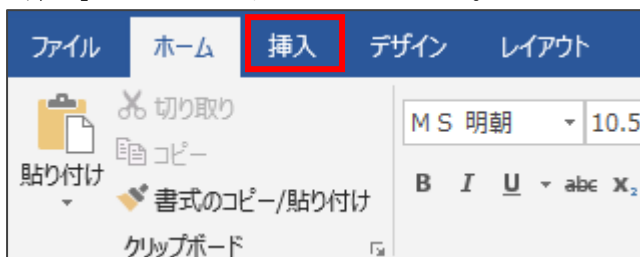 ファイル ホーム 挿入 デザイン レイアウト
切り取り
コピー
貼り付け
書式のコピー/貼り付け
クリップボード
ＭＳ 明朝 10.5
B I U abc X₂